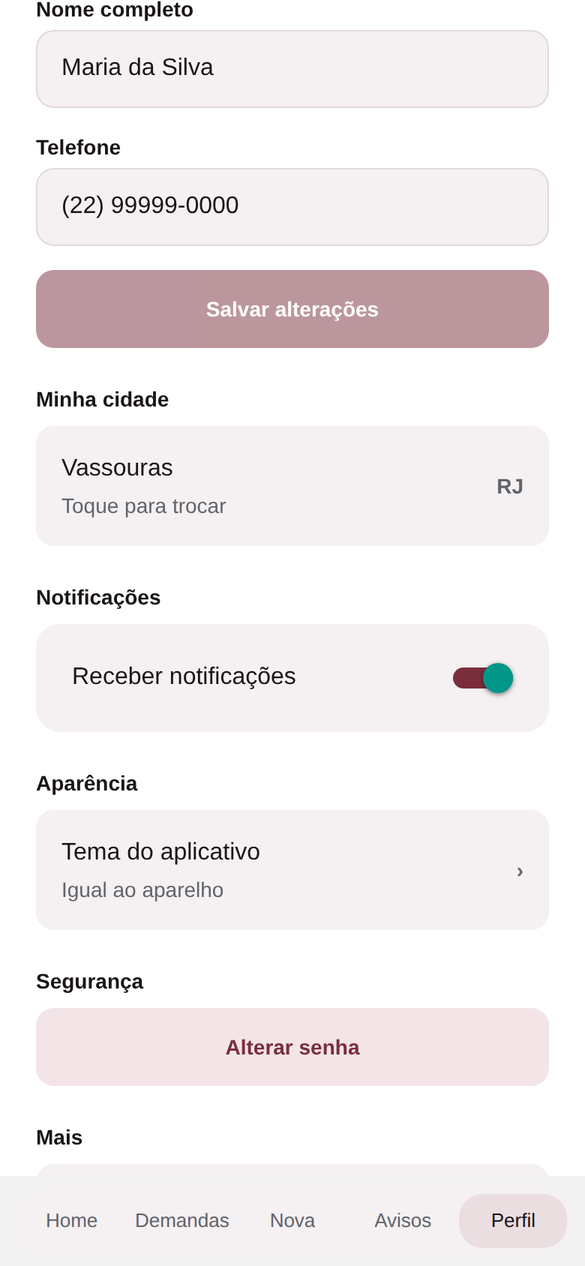 Nome completo
Maria da Silva
Telefone
(22) 99999-0000
Salvar alterações
Minha cidade
Vassouras
Toque para trocar
RJ
Notificações
Receber notificações
Aparência
Tema do aplicativo
Igual ao aparelho
›
Segurança
Alterar senha
Mais
Home Demandas Nova Avisos Perfil